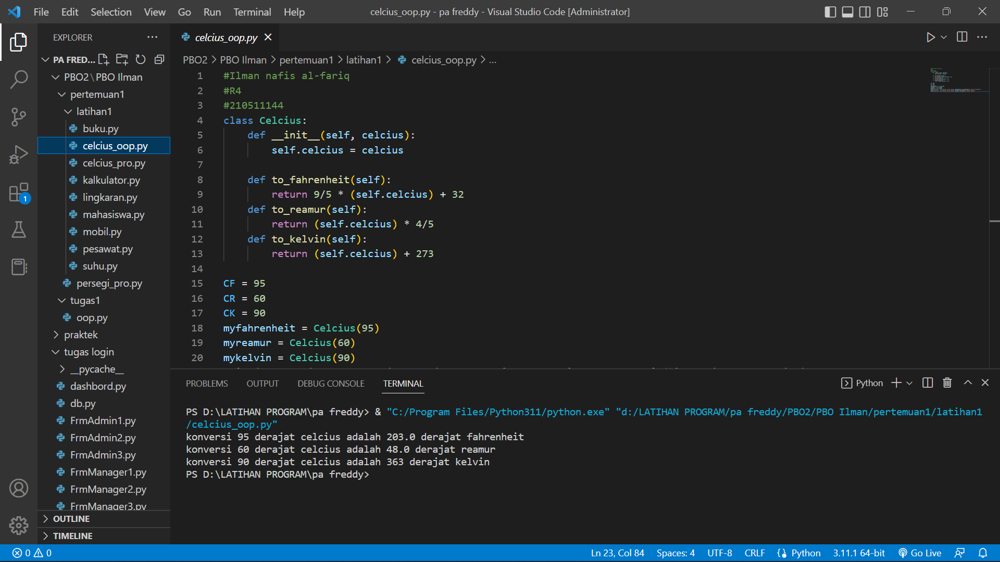 File Edit Selection View Go Run Terminal Help
celcius_oop.py - pa freddy - Visual Studio Code [Administrator]
EXPLORER
PA FRED...
PBO2 \ PBO Ilman
pertemuan1
latihan1
buku.py
celcius_oop.py
celcius_pro.py
kalkulator.py
lingkaran.py
mahasiswa.py
mobil.py
pesawat.py
suhu.py
persegi_pro.py
tugas1
oop.py
praktek
tugas login
__pycache__
dashbord.py
db.py
FrmAdmin1.py
FrmAdmin2.py
FrmAdmin3.py
FrmManager1.py
FrmManager2.py
FrmManager3.py
OUTLINE
TIMELINE
1
celcius_oop.py
PBO2 > PBO Ilman > pertemuan1 > latihan1 > celcius_oop.py > ...
1 #Ilman nafis al-fariq
2 #R4
3 #210511144
4 class Celcius:
5 def __init__(self, celcius):
6 self.celcius = celcius
7
8 def to_fahrenheit(self):
9 return 9/5 * (self.celcius) + 32
10 def to_reamur(self):
11 return (self.celcius) * 4/5
12 def to_kelvin(self):
13 return (self.celcius) + 273
14
15 CF = 95
16 CR = 60
17 CK = 90
18 myfahrenheit = Celcius(95)
19 myreamur = Celcius(60)
20 mykelvin = Celcius(90)
PROBLEMS OUTPUT DEBUG CONSOLE TERMINAL
Python
PS D:\LATIHAN PROGRAM\pa freddy> & "C:/Program Files/Python311/python.exe" "d:/LATIHAN PROGRAM/pa freddy/PBO2/PBO Ilman/pertemuan1/latihan1
/celcius_oop.py"
konversi 95 derajat celcius adalah 203.0 derajat fahrenheit
konversi 60 derajat celcius adalah 48.0 derajat reamur
konversi 90 derajat celcius adalah 363 derajat kelvin
PS D:\LATIHAN PROGRAM\pa freddy>
0 0
Ln 23, Col 84 Spaces: 4 UTF-8 CRLF Python 3.11.1 64-bit Go Live